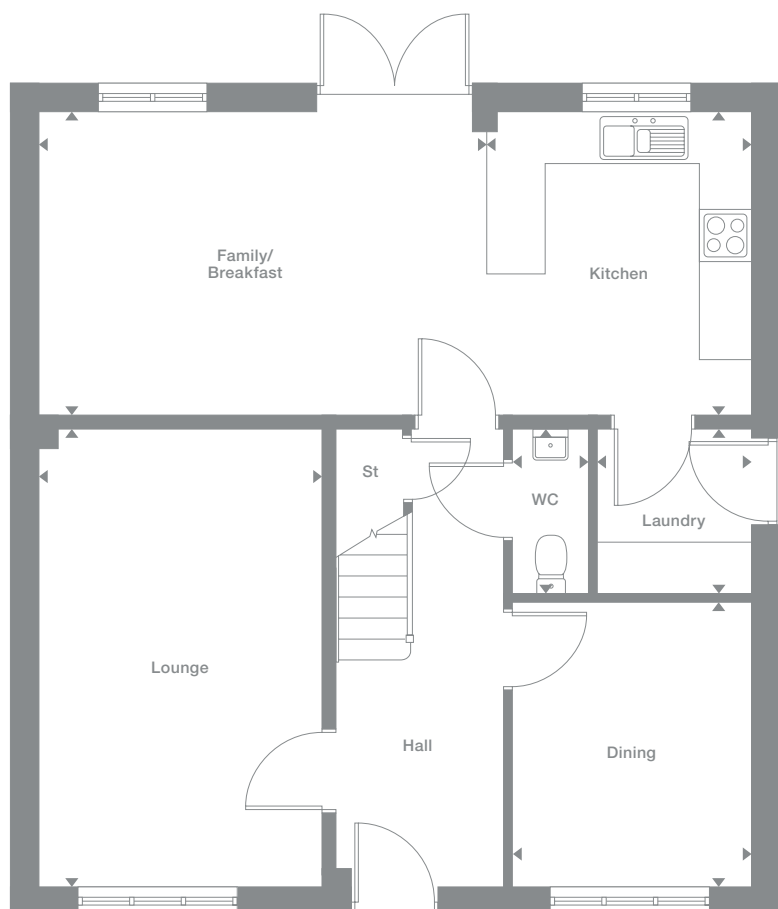 Family/
Breakfast
Kitchen
St
WC
Laundry
Lounge
Hall
Dining